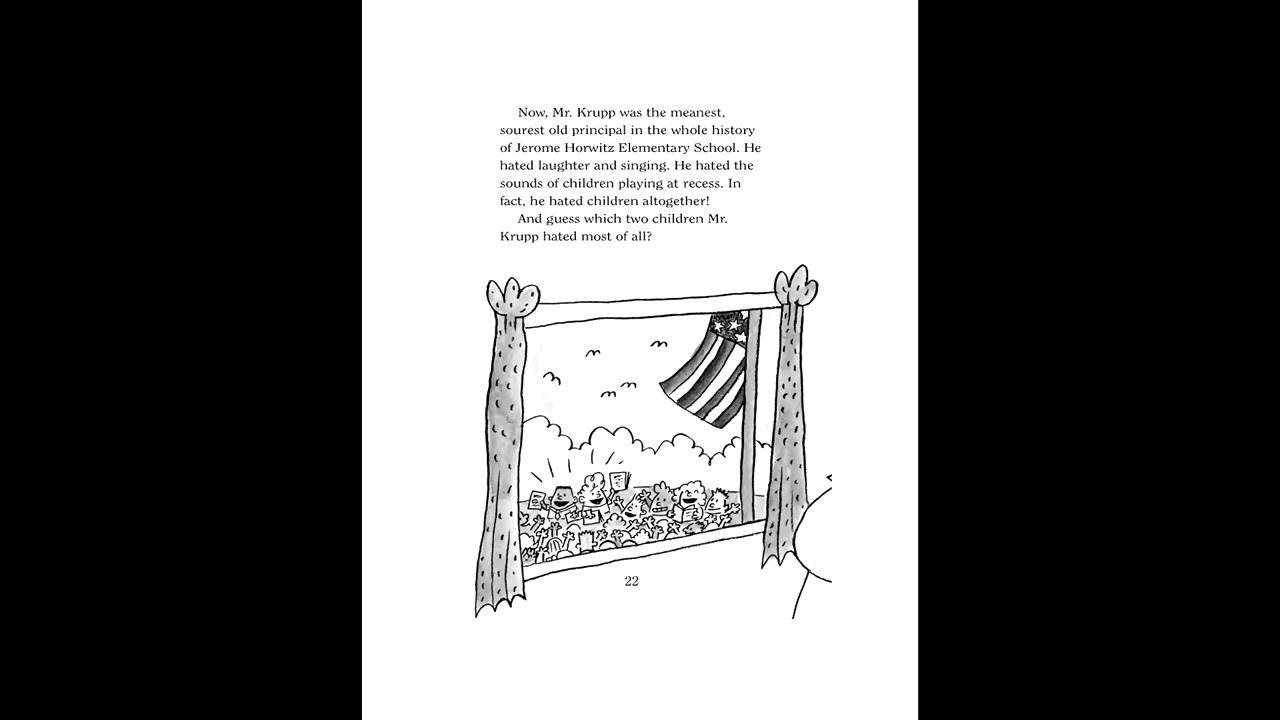 Now, Mr. Krupp was the meanest,
sourest old principal in the whole history
of Jerome Horwitz Elementary School. He
hated laughter and singing. He hated the
sounds of children playing at recess. In
fact, he hated children altogether!
And guess which two children Mr.
Krupp hated most of all?
22